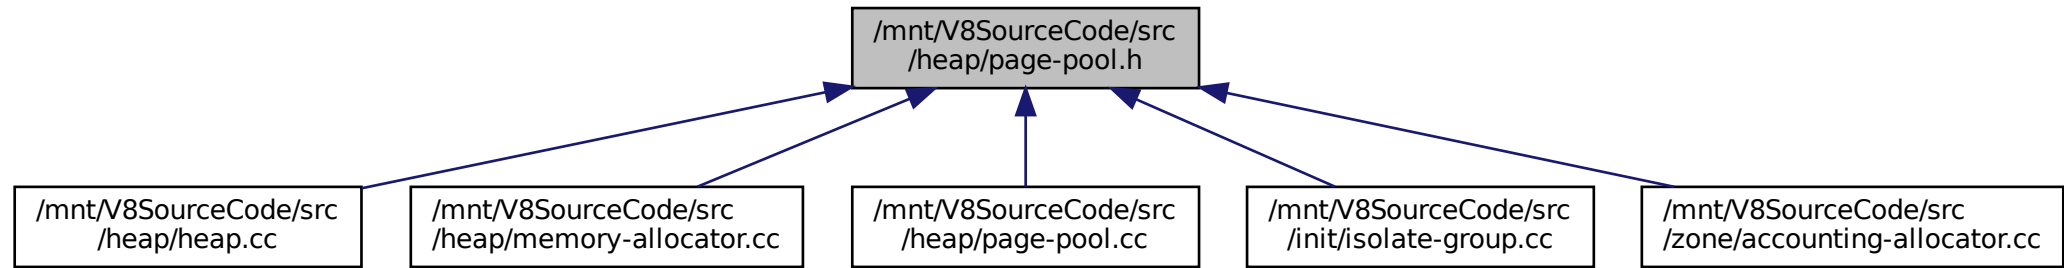 /mnt/V8SourceCode/src
/heap/page-pool.h
/mnt/V8SourceCode/src
/heap/heap.cc
/mnt/V8SourceCode/src
/heap/memory-allocator.cc
/mnt/V8SourceCode/src
/heap/page-pool.cc
/mnt/V8SourceCode/src
/init/isolate-group.cc
/mnt/V8SourceCode/src
/zone/accounting-allocator.cc